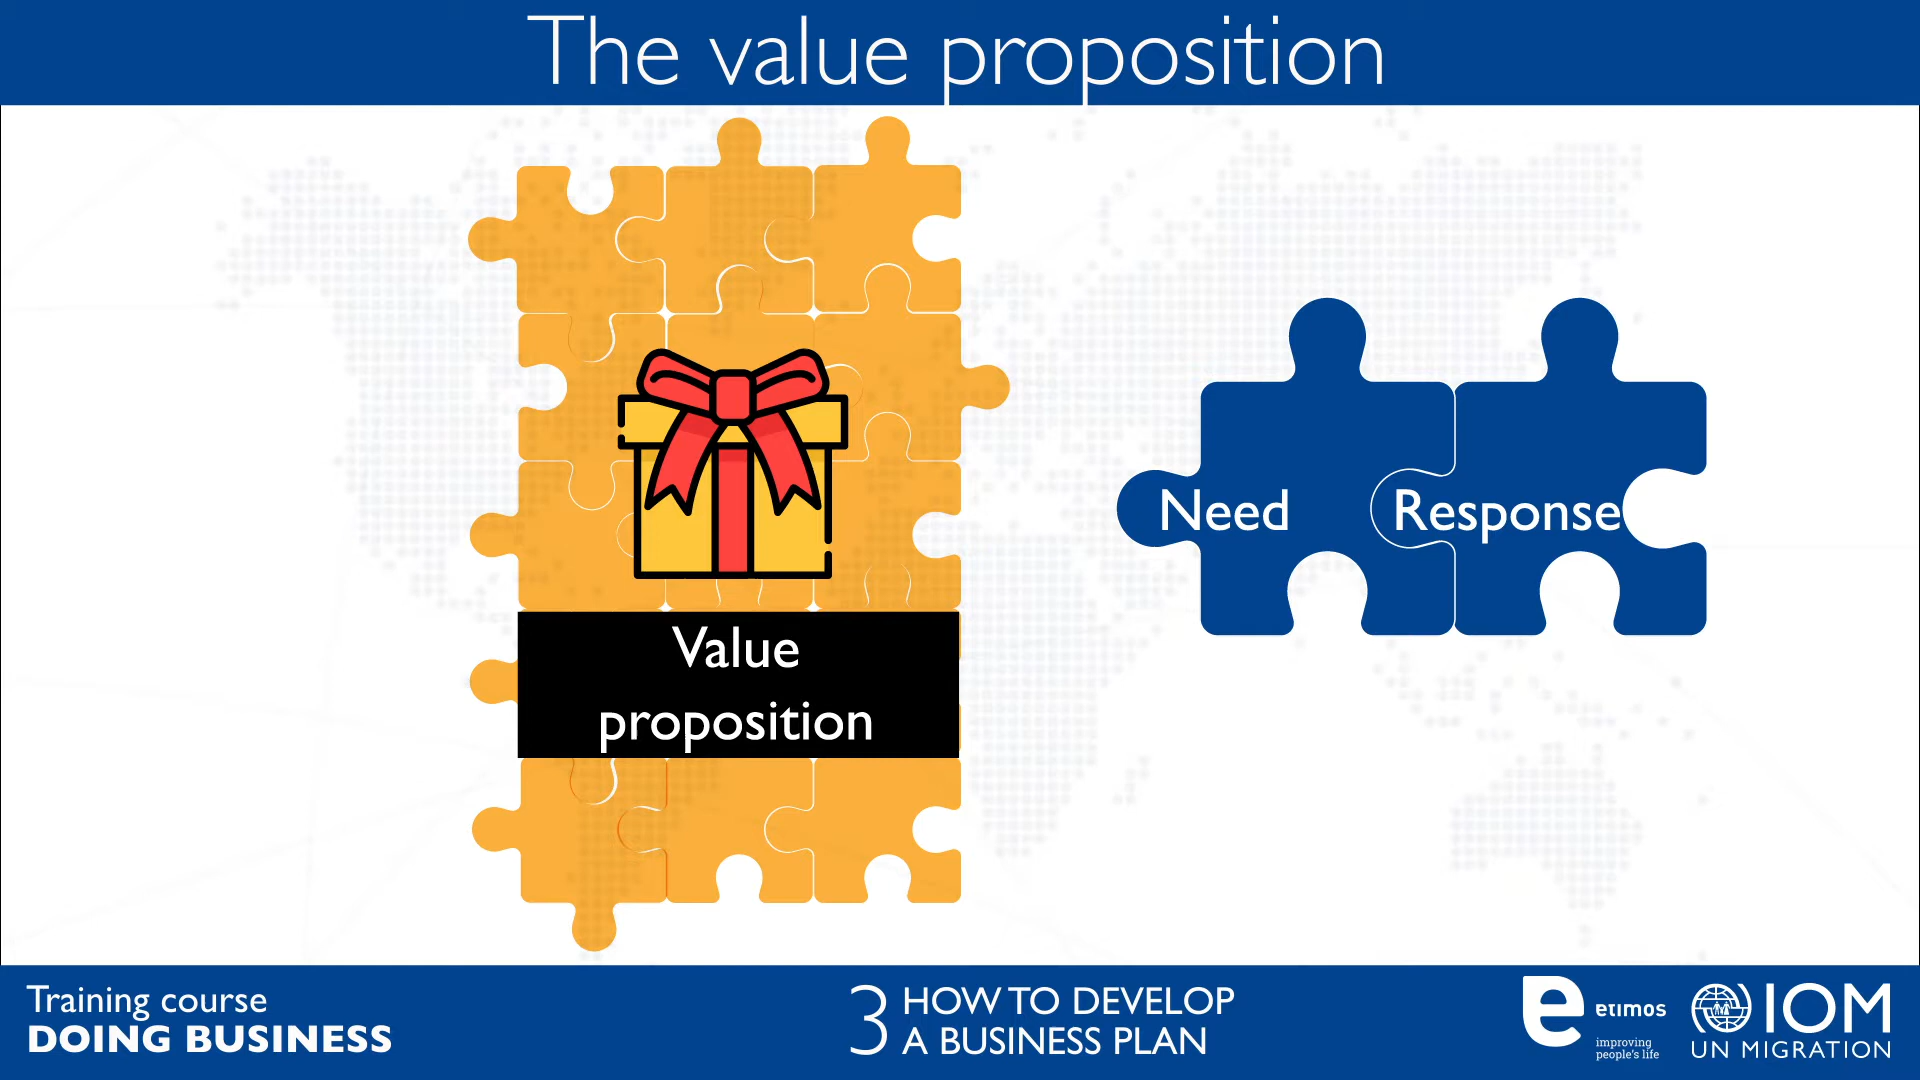 The value proposition
Need
Response
Value
proposition
Training course
DOING BUSINESS
3
HOW TO DEVELOP
A BUSINESS PLAN
e
etimos
improving
people's life
IOM
UN MIGRATION